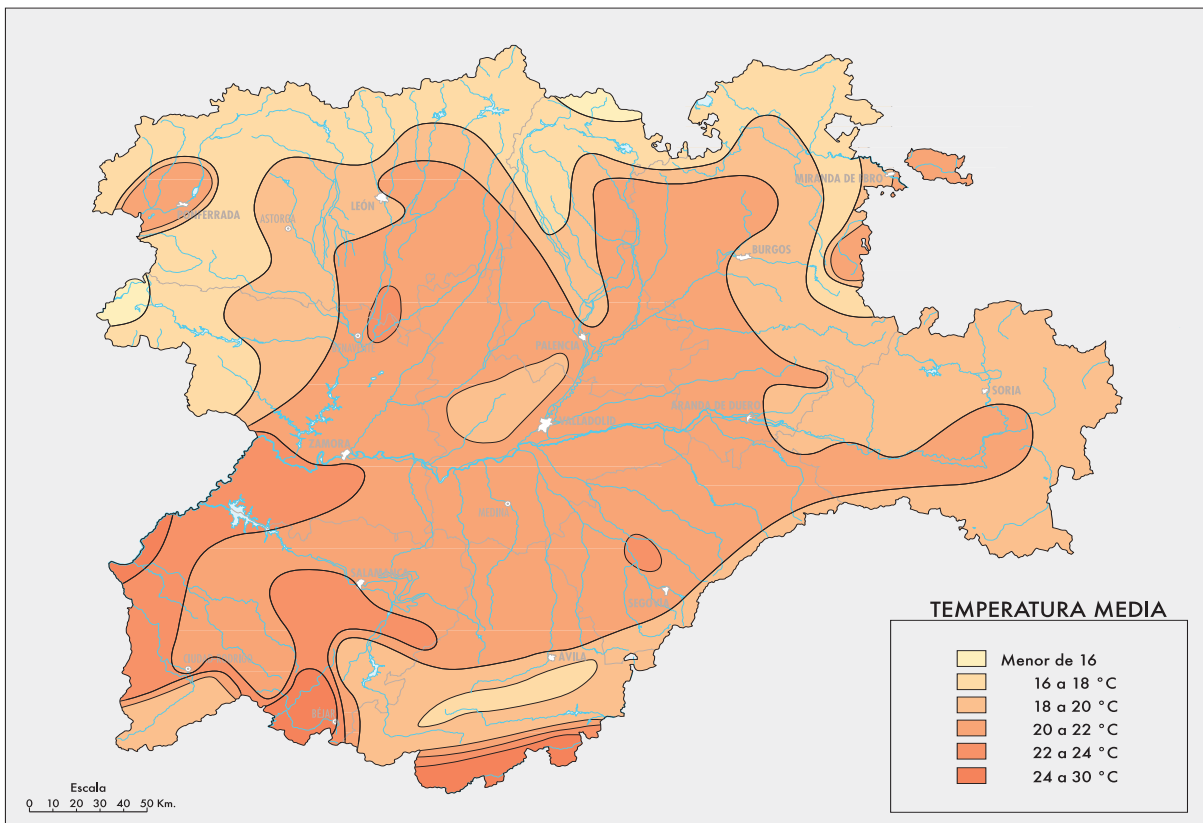 MIRANDA DE EBRO
PONFERRADA
ASTORGA
LEÓN
BURGOS
PALENCIA
SORIA
ARANDA DE DUERO
VALLADOLID
ZAMORA
SALAMANCA
SEGOVIA
ÁVILA
BÉJAR
TEMPERATURA MEDIA
Menor de 16
16 a 18 °C
18 a 20 °C
20 a 22 °C
22 a 24 °C
24 a 30 °C
Escala
0 10 20 30 40 50 Km.